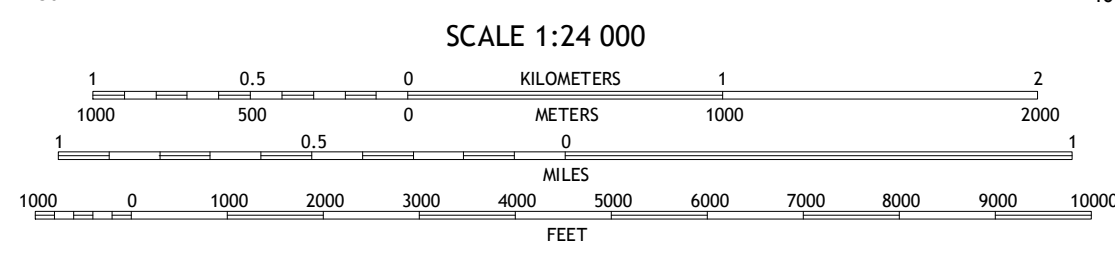 SCALE 1:24 000
1 0.5 0 KILOMETERS 1 2
1000 500 0 METERS 1000 2000
1 0.5 0 1
MILES
1000 0 1000 2000 3000 4000 5000 6000 7000 8000 9000 10000
FEET